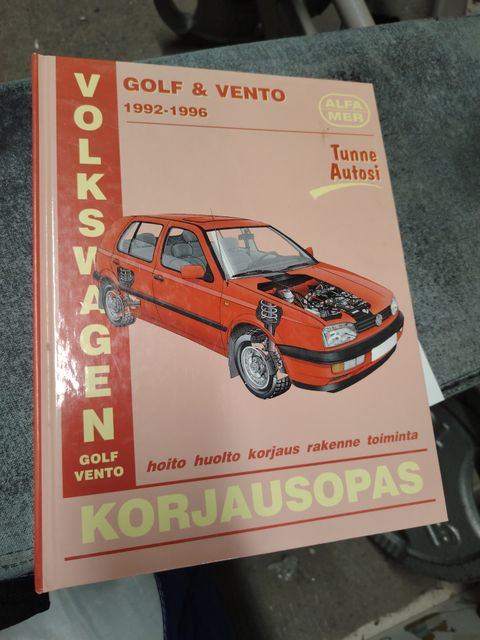 VOLKSWAGEN
GOLF
VENTO
GOLF & VENTO
1992-1996
ALFA
MER
Tunne
Autosi
hoito huolto korjaus rakenne toiminta
KORJAUSOPAS